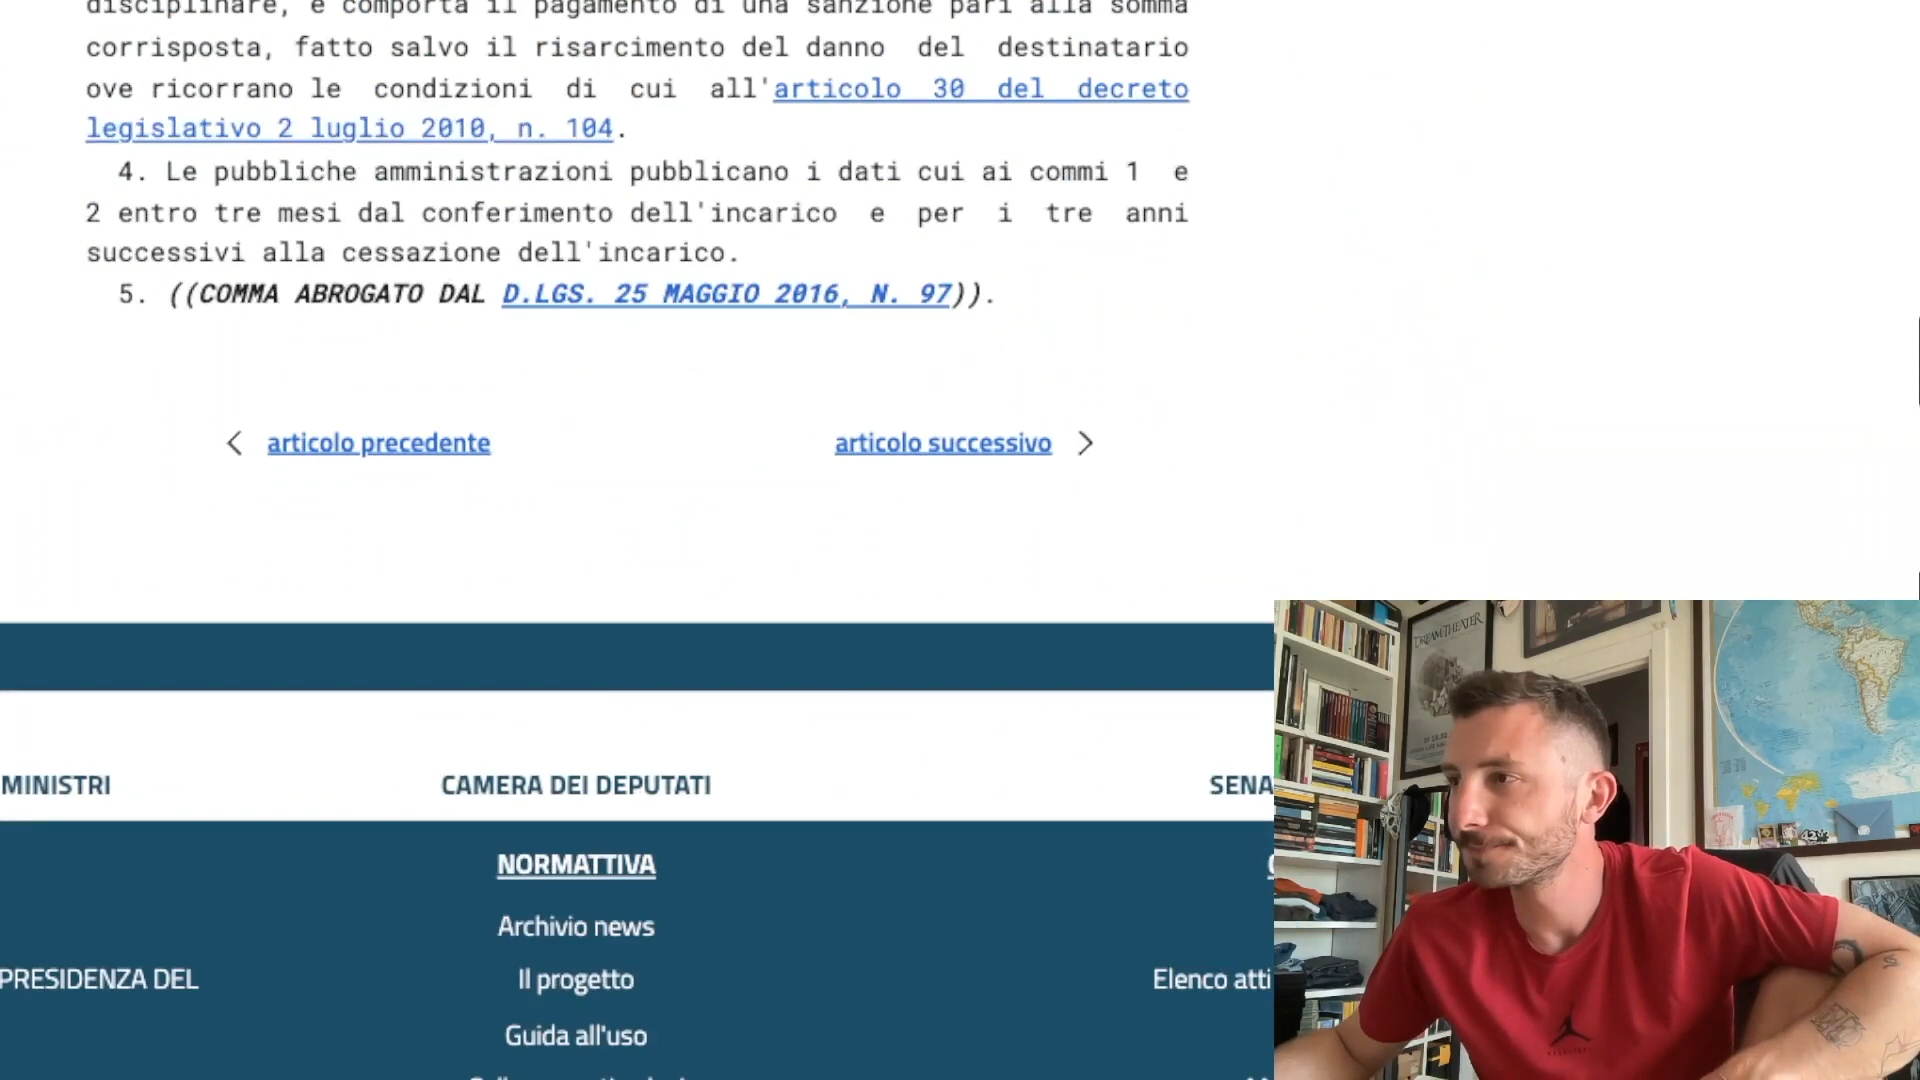 disciplinare, e comporta il pagamento di una sanzione pari alla somma
corrisposta, fatto salvo il risarcimento del danno del destinatario
ove ricorrano le condizioni di cui all'articolo 30 del decreto
legislativo 2 luglio 2010, n. 104.
4. Le pubbliche amministrazioni pubblicano i dati cui ai commi 1 e
2 entro tre mesi dal conferimento dell'incarico e per i tre anni
successivi alla cessazione dell'incarico.
5. ((COMMA ABROGATO DAL D.LGS. 25 MAGGIO 2016, N. 97)).
articolo precedente
articolo successivo
DREAM THEATER
MINISTRI
CAMERA DEI DEPUTATI
SENA
NORMATTIVA
Archivio news
PRESIDENZA DEL
Il progetto
Elenco atti
Guida all'uso